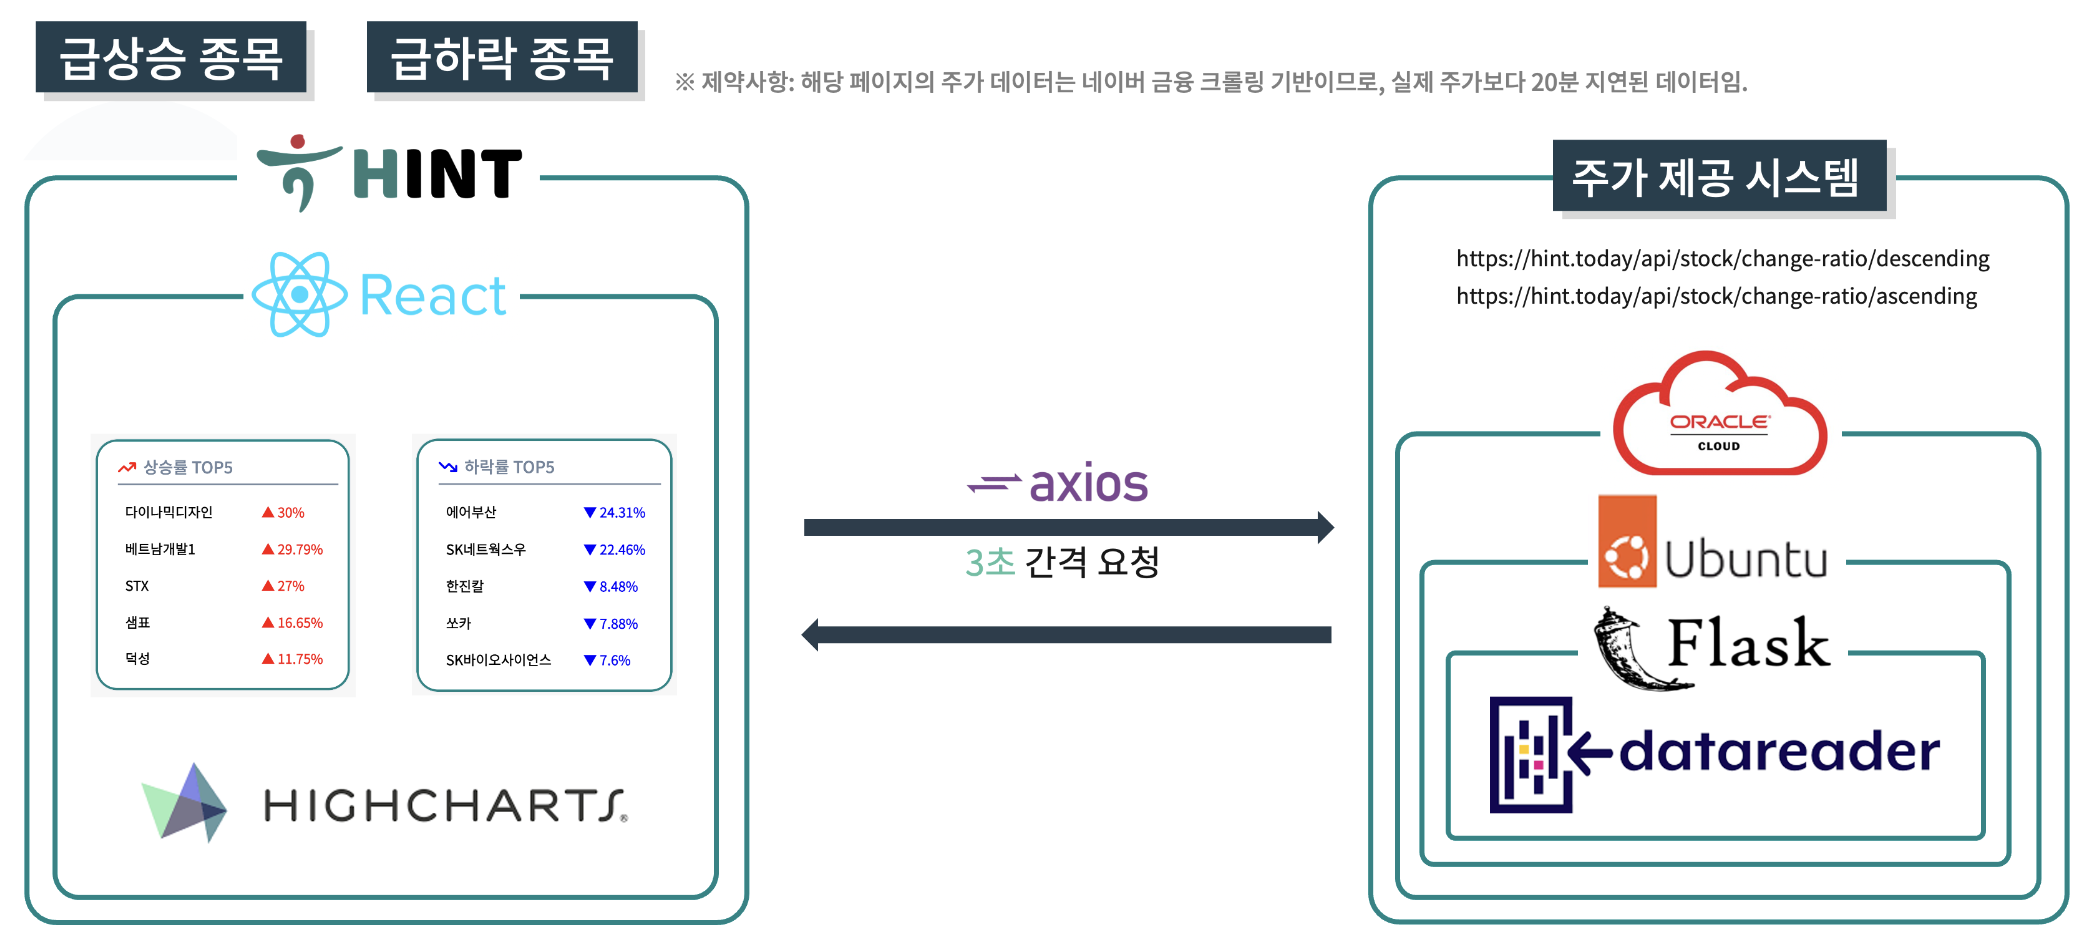 급상승 종목
급하락 종목
※ 제약사항: 해당 페이지의 주가 데이터는 네이버 금융 크롤링 기반이므로, 실제 주가보다 20분 지연된 데이터임.
HINT
React
상승률 TOP5
다이나믹디자인 ▲ 30%
베트남개발1 ▲ 29.79%
STX ▲ 27%
샘표 ▲ 16.65%
덕성 ▲ 11.75%
하락률 TOP5
에어부산 ▼ 24.31%
SK네트웍스우 ▼ 22.46%
한진칼 ▼ 8.48%
쏘카 ▼ 7.88%
SK바이오사이언스 ▼ 7.6%
HIGHCHARTS®
axios
3초 간격 요청
주가 제공 시스템
https://hint.today/api/stock/change-ratio/descending
https://hint.today/api/stock/change-ratio/ascending
ORACLE®
CLOUD
Ubuntu
Flask
datareader